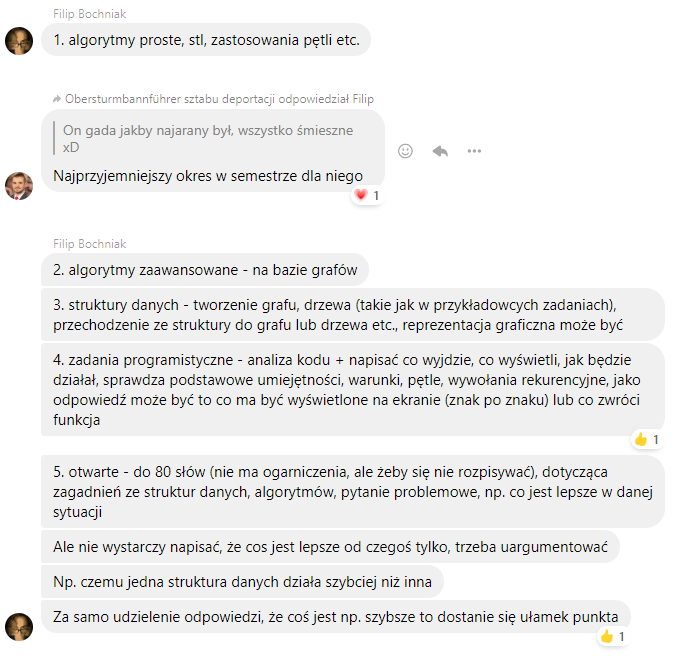 Filip Bochniak
1. algorytmy proste, stl, zastosowania pętli etc.
Obersturmbannführer sztabu deportacji odpowiedział Filip
On gada jakby najarany był, wszystko śmieszne
xD
Najprzyjemniejszy okres w semestrze dla niego
1
Filip Bochniak
2. algorytmy zaawansowane - na bazie grafów
3. struktury danych - tworzenie grafu, drzewa (takie jak w przykładowcych zadaniach),
przechodzenie ze struktury do grafu lub drzewa etc., reprezentacja graficzna może być
4. zadania programistyczne - analiza kodu + napisać co wyjdzie, co wyświetli, jak będzie
działał, sprawdza podstawowe umiejętności, warunki, pętle, wywołania rekurencyjne, jako
odpowiedź może być to co ma być wyświetlone na ekranie (znak po znaku) lub co zwróci
funkcja
1
5. otwarte - do 80 słów (nie ma ogarniczenia, ale żeby się nie rozpisywać), dotycząca
zagadnień ze struktur danych, algorytmów, pytanie problemowe, np. co jest lepsze w danej
sytuacji
Ale nie wystarczy napisać, że cos jest lepsze od czegoś tylko, trzeba uargumentować
Np. czemu jedna struktura danych działa szybciej niż inna
Za samo udzielenie odpowiedzi, że coś jest np. szybsze to dostanie się ułamek punkta
1